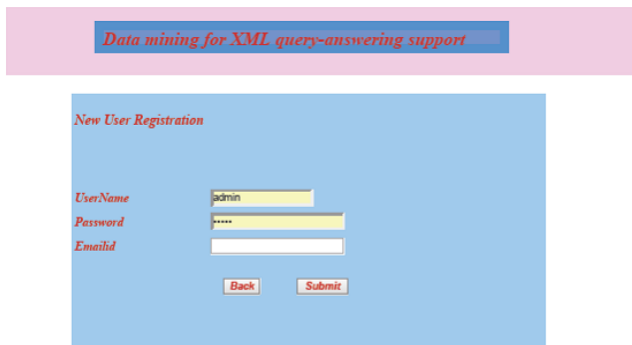 Data mining for XML query-answering support
New User Registration
UserName admin
Password •••••
Emailid
Back Submit